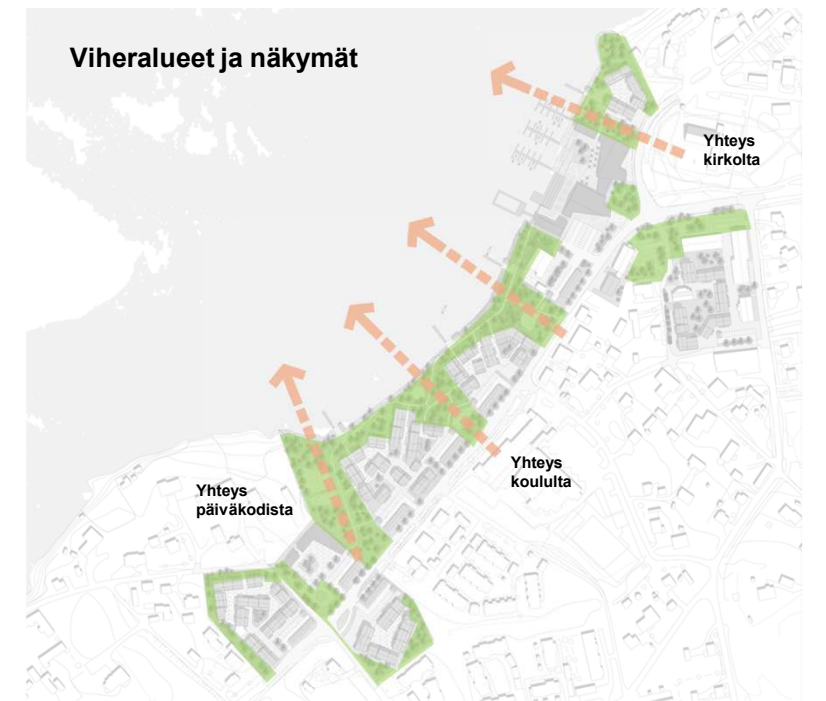 Viheralueet ja näkymät
Yhteys
kirkolta
Yhteys
koululta
Yhteys
päiväkodista